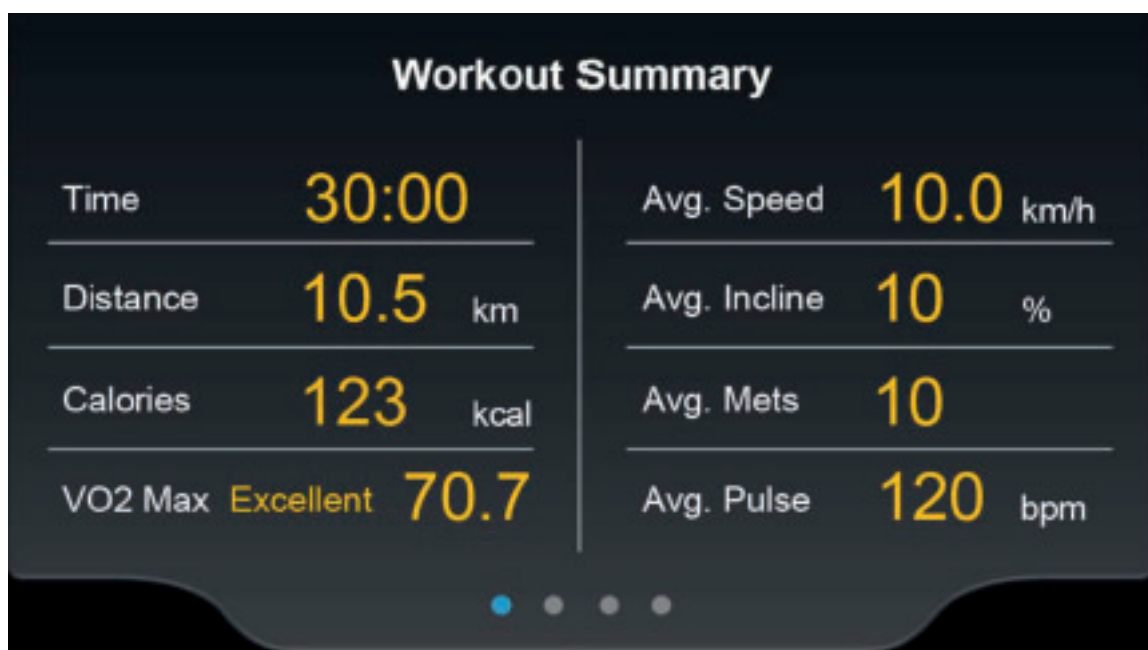 Workout Summary
Time 30:00
Distance 10.5 km
Calories 123 kcal
VO2 Max Excellent 70.7
Avg. Speed 10.0 km/h
Avg. Incline 10 %
Avg. Mets 10
Avg. Pulse 120 bpm